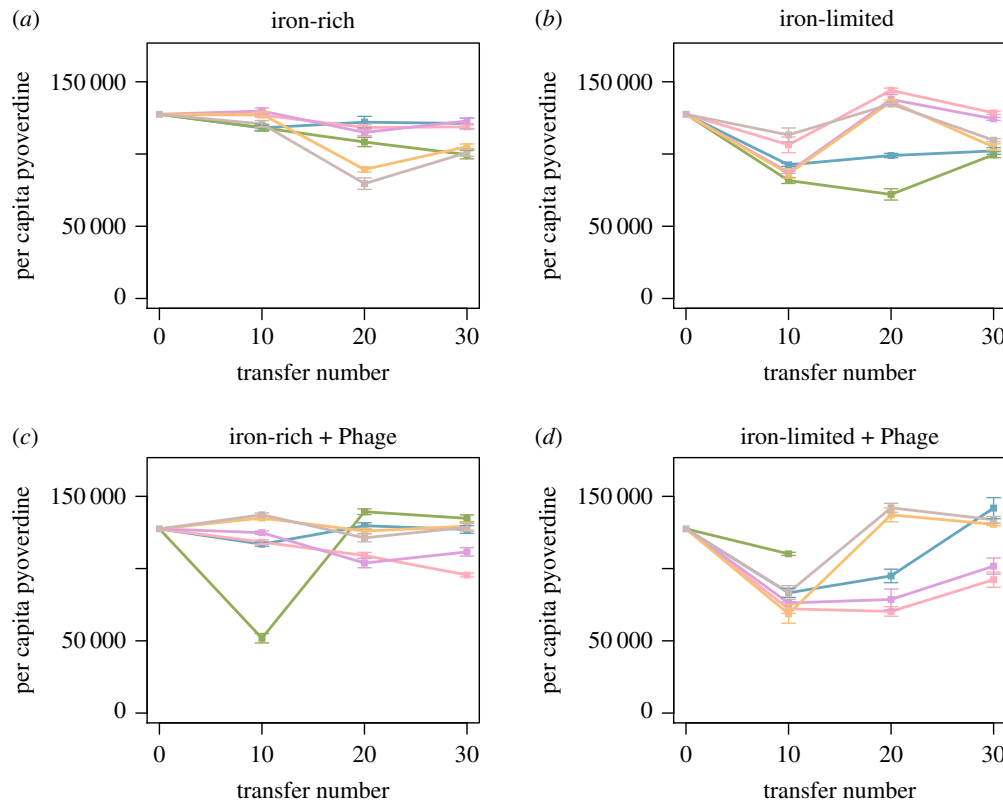 (a) iron-rich
per capita pyoverdine
150 000
50 000
0
0 10 20 30
transfer number
(b) iron-limited
per capita pyoverdine
150 000
50 000
0
0 10 20 30
transfer number
(c) iron-rich + Phage
per capita pyoverdine
150 000
50 000
0
0 10 20 30
transfer number
(d) iron-limited + Phage
per capita pyoverdine
150 000
50 000
0
0 10 20 30
transfer number